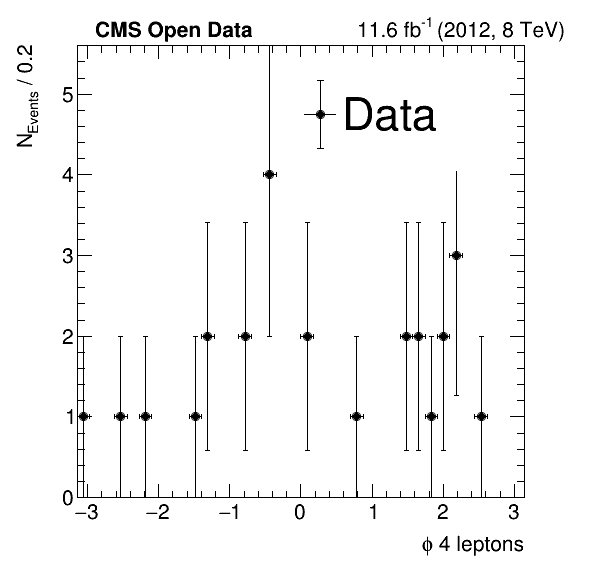 CMS Open Data 11.6 fb⁻¹ (2012, 8 TeV)
N_Events / 0.2
Data
5
4
3
2
1
0
−3 −2 −1 0 1 2 3
ϕ 4 leptons